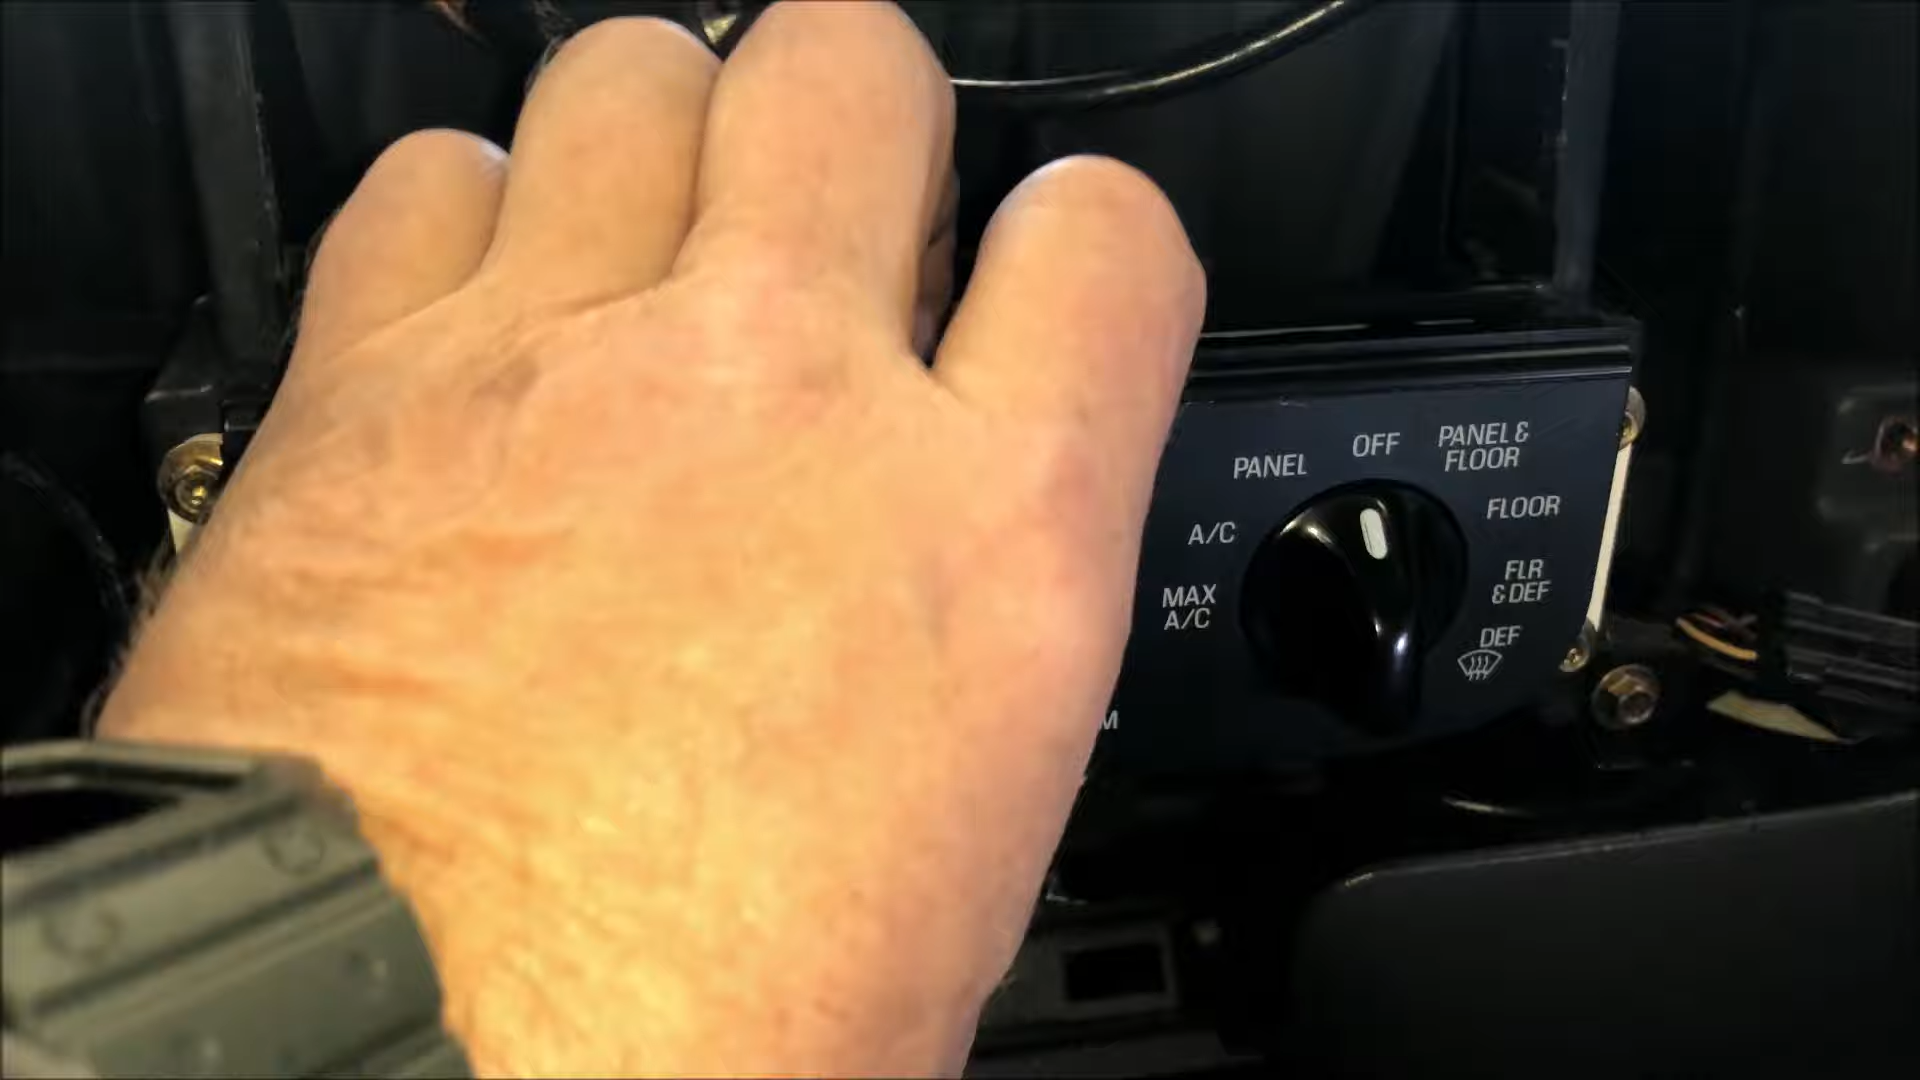 OFF
PANEL &
FLOOR
PANEL
FLOOR
A/C
FLR
& DEF
MAX
A/C
DEF
M